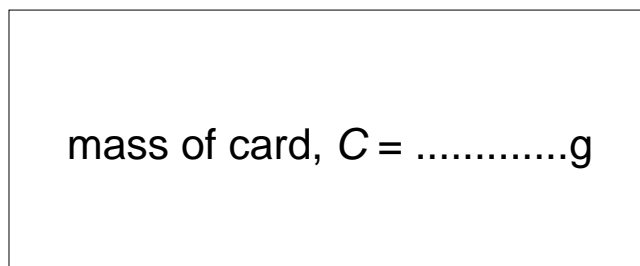 mass of card, C = .............g